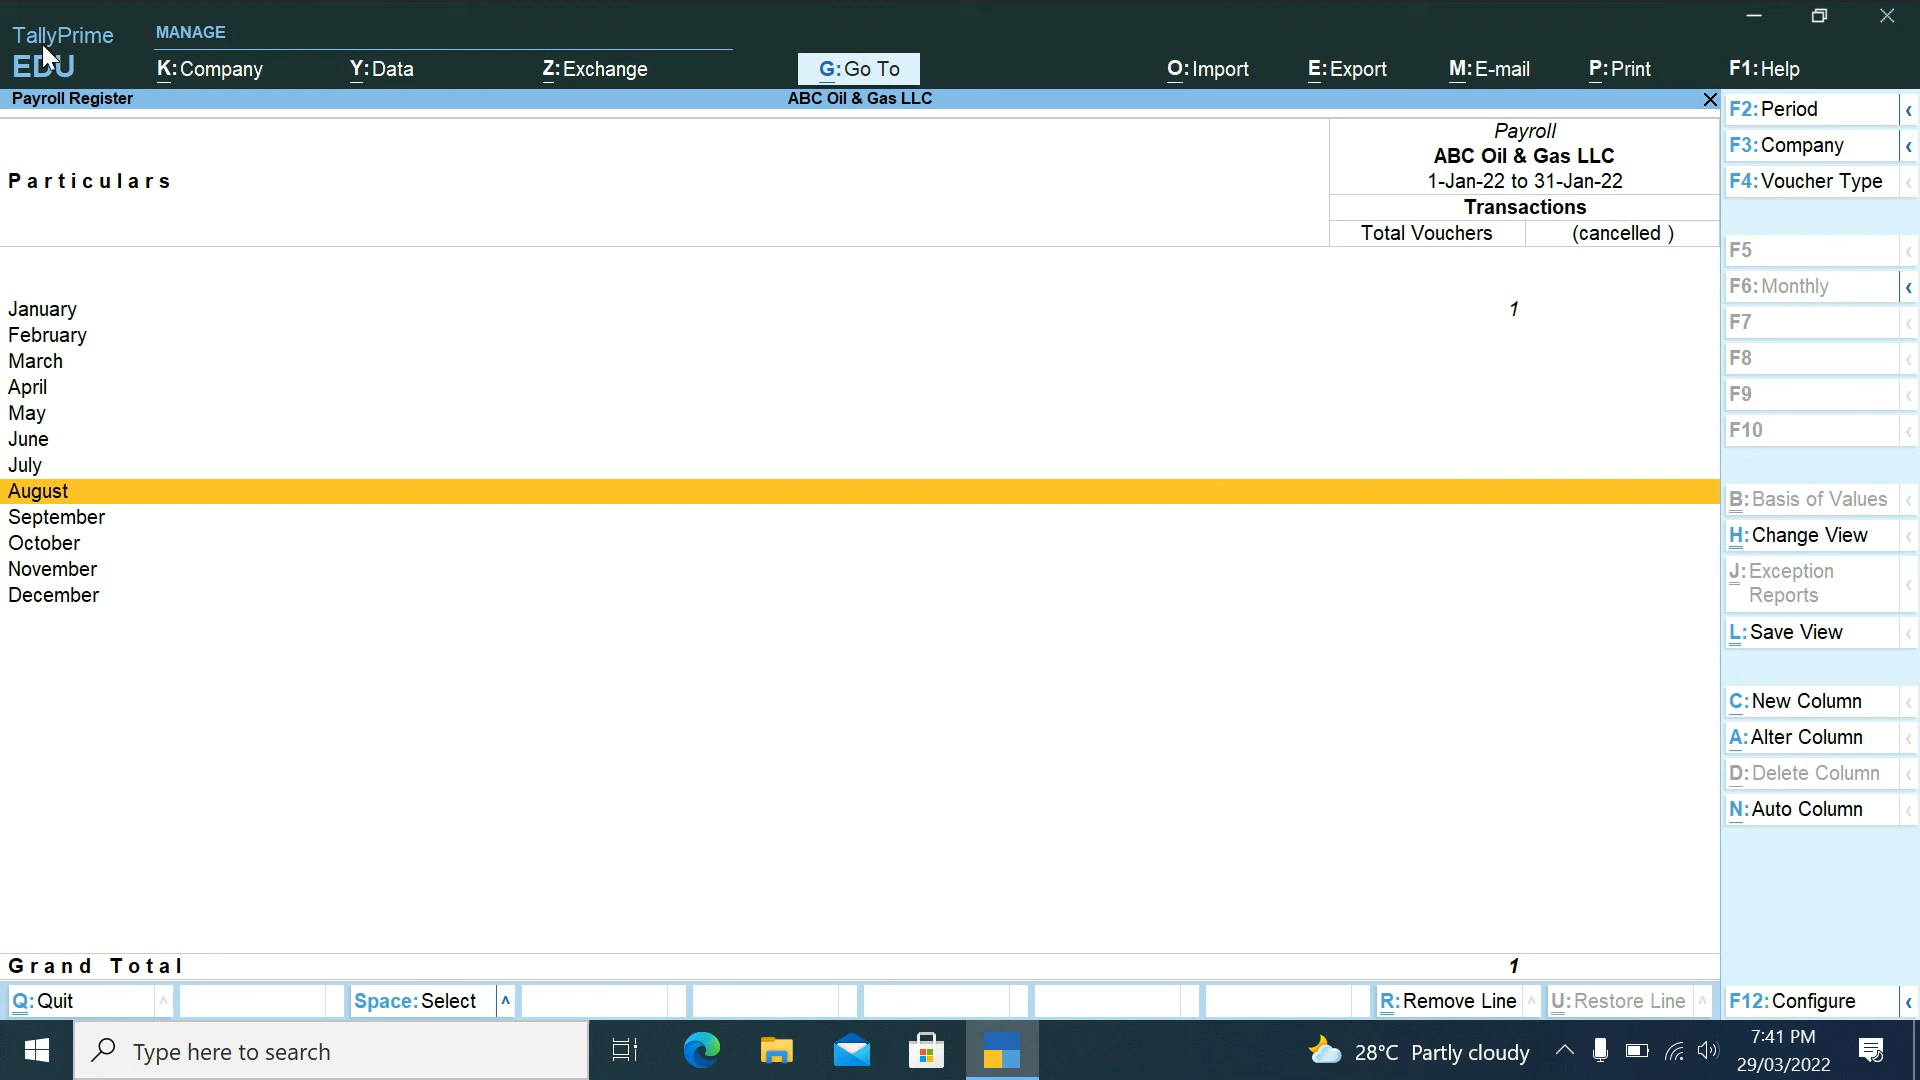 TallyPrime
EDU
MANAGE
K:Company
Y:Data
Z:Exchange
G:Go To
O:Import
E:Export
M:E-mail
P:Print
F1:Help
Payroll Register
ABC Oil & Gas LLC
Particulars
Payroll
ABC Oil & Gas LLC
1-Jan-22 to 31-Jan-22
Transactions
Total Vouchers (cancelled )
January 1
February
March
April
May
June
July
August
September
October
November
December
Grand Total 1
F2:Period
F3:Company
F4:Voucher Type
F5
F6:Monthly
F7
F8
F9
F10
B:Basis of Values
H:Change View
J:Exception
Reports
L:Save View
C:New Column
A:Alter Column
D:Delete Column
N:Auto Column
Q:Quit
Space:Select
R:Remove Line
U:Restore Line
F12:Configure
Type here to search
28°C Partly cloudy
7:41 PM
29/03/2022